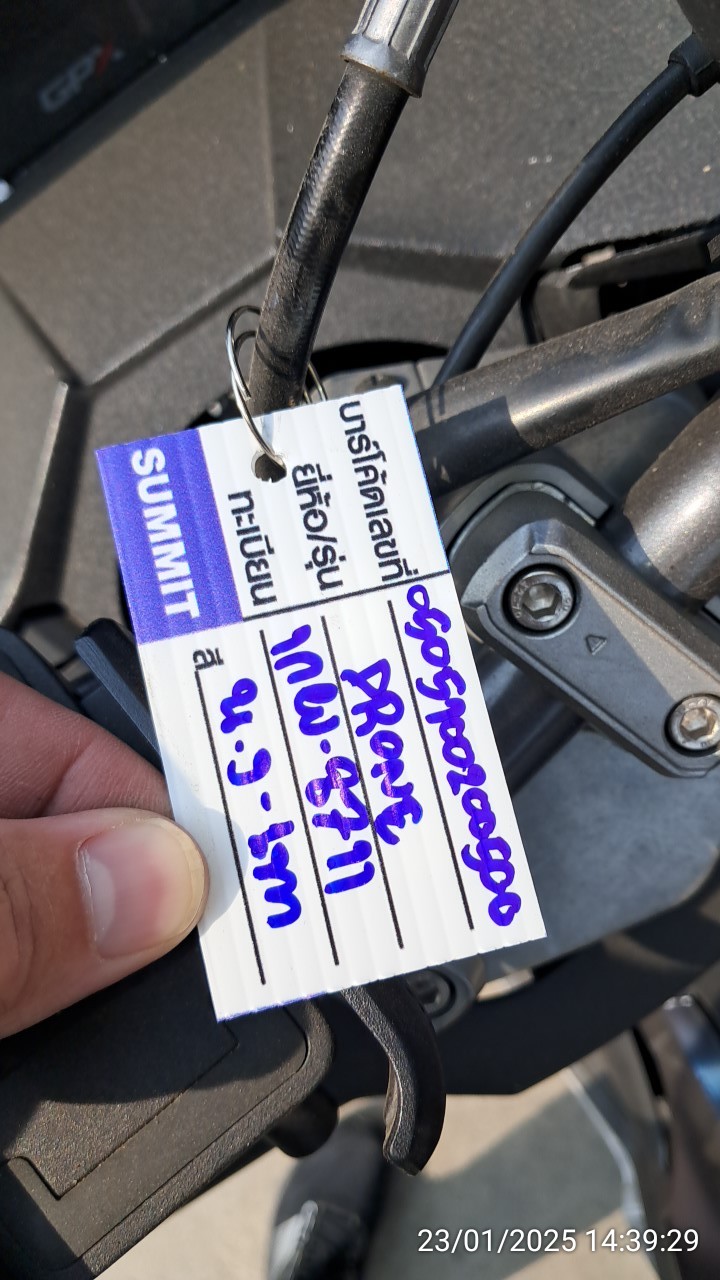 GPX
SUMMIT
บาร์โค้ดเลขที่
ยี่ห้อ/รุ่น DRONE
ทะเบียน 1กพ-8711
สี น.ง-เทา
23/01/2025 14:39:29